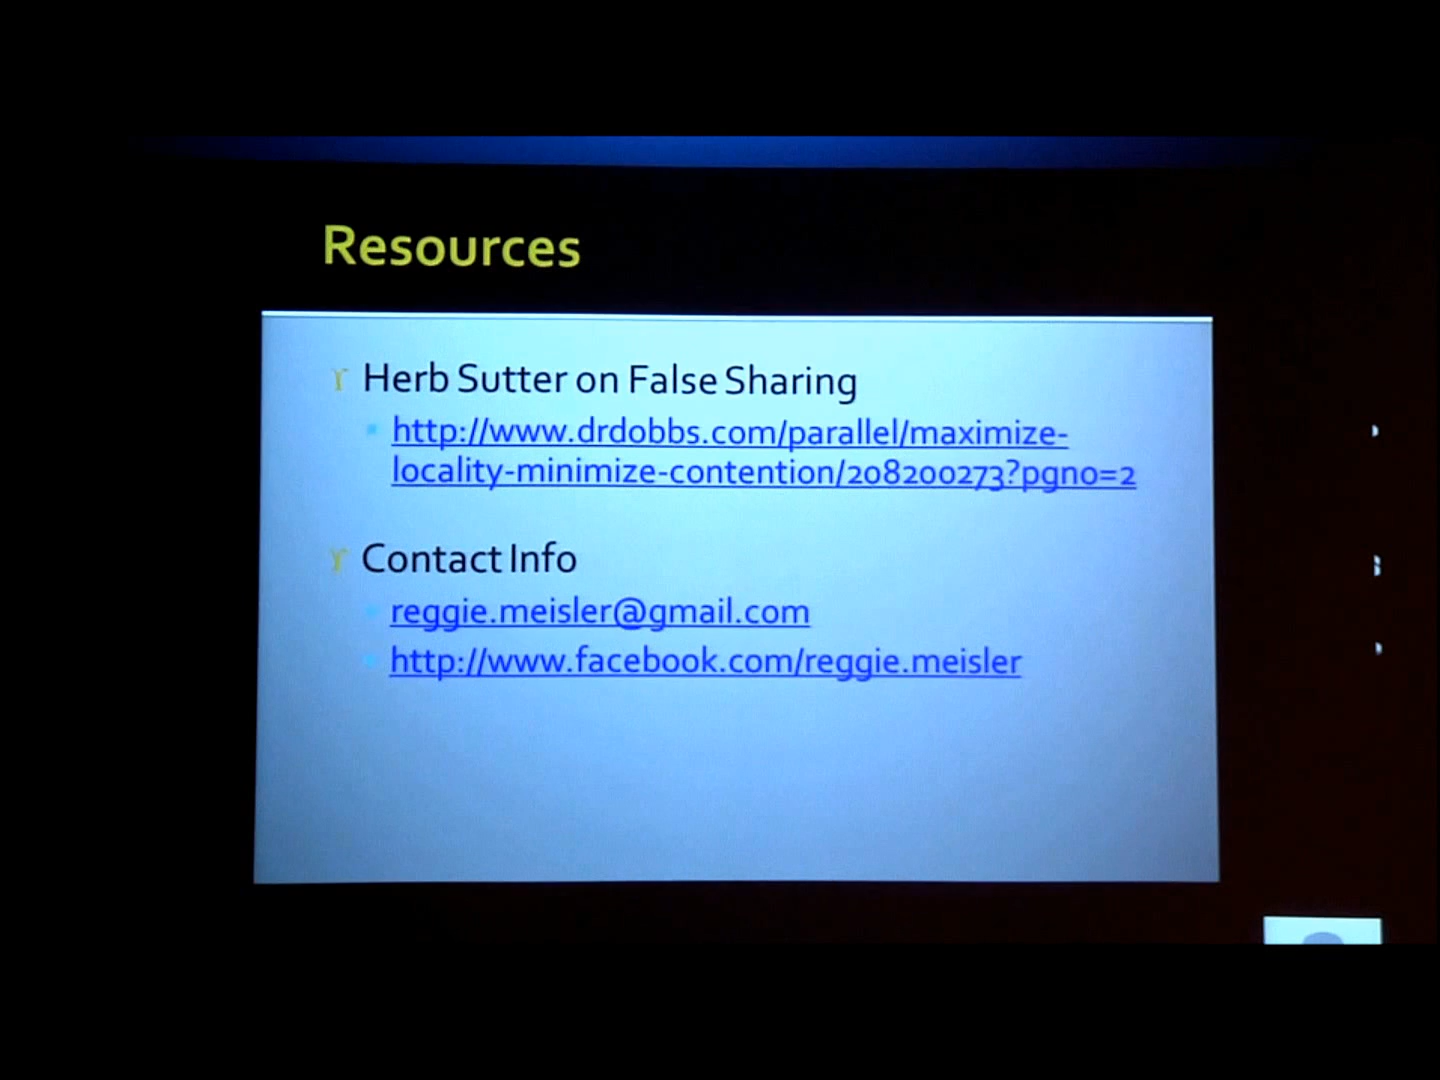 Resources
Herb Sutter on False Sharing
http://www.drdobbs.com/parallel/maximize-
locality-minimize-contention/208200273?pgno=2
Contact Info
reggie.meisler@gmail.com
http://www.facebook.com/reggie.meisler